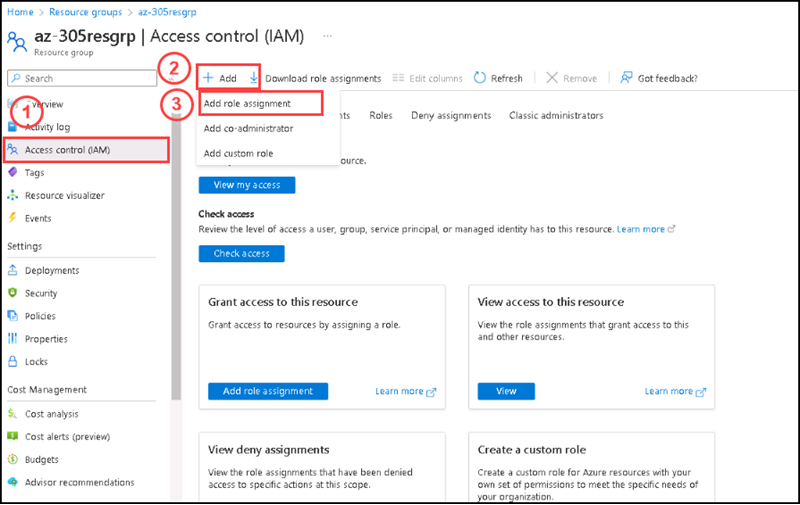 Home > Resource groups > az-305resgrp
az-305resgrp | Access control (IAM) ...
Resource group
Search
+ Add Download role assignments Edit columns Refresh Remove Got feedback?
2
3
1
Add role assignment
Add co-administrator
Add custom role
nts Roles Deny assignments Classic administrators
Overview
Activity log
Access control (IAM)
Tags
Resource visualizer
Events
Settings
Deployments
Security
Policies
Properties
Locks
Cost Management
Cost analysis
Cost alerts (preview)
Budgets
Advisor recommendations
ource.
View my access
Check access
Review the level of access a user, group, service principal, or managed identity has to this resource. Learn more
Check access
Grant access to this resource
Grant access to resources by assigning a role.
Add role assignment Learn more
View access to this resource
View the role assignments that grant access to this
and other resources.
View Learn more
View deny assignments
View the role assignments that have been denied
access to specific actions at this scope.
Create a custom role
Create a custom role for Azure resources with your
own set of permissions to meet the specific needs of
your organization.